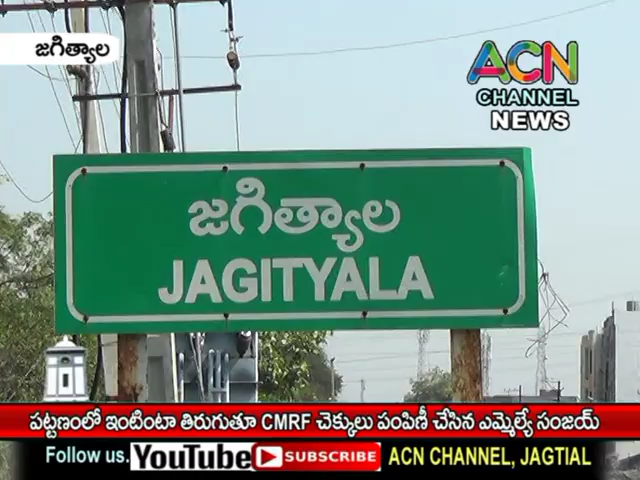 జగిత్యాల
ACN
CHANNEL
NEWS
జగిత్యాల
JAGITYALA
పట్టణంలో ఇంటింటా తిరుగుతూ CMRF చెక్కులు పంపిణీ చేసిన ఎమ్మెల్యే సంజయ్
Follow us. YouTube SUBSCRIBE ACN CHANNEL, JAGTIAL